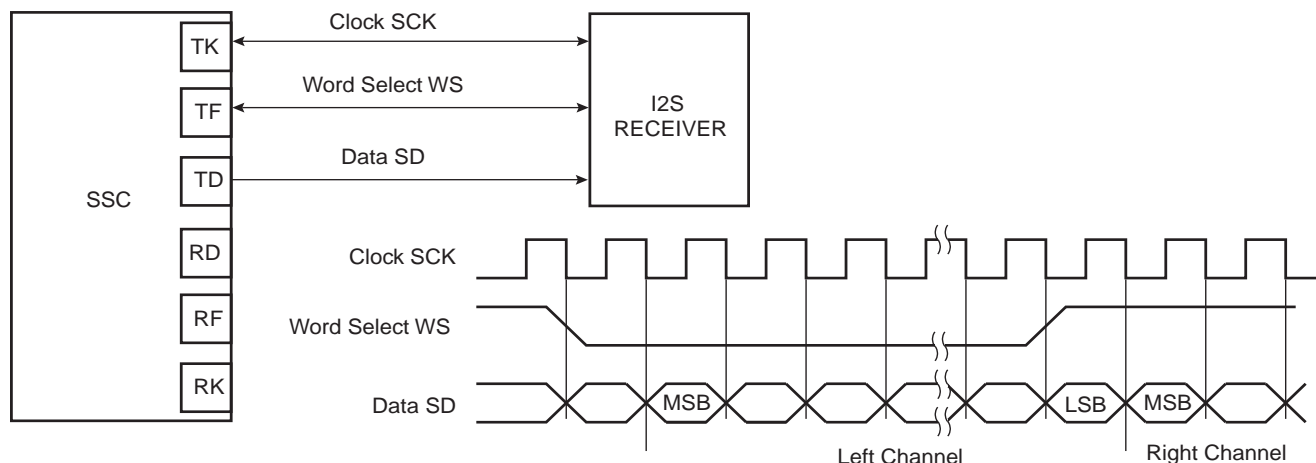 Clock SCK
TK
Word Select WS
TF
I2S
RECEIVER
Data SD
TD
SSC
RD
RF
RK
Clock SCK
Word Select WS
Data SD
MSB
LSB
MSB
Left Channel
Right Channel